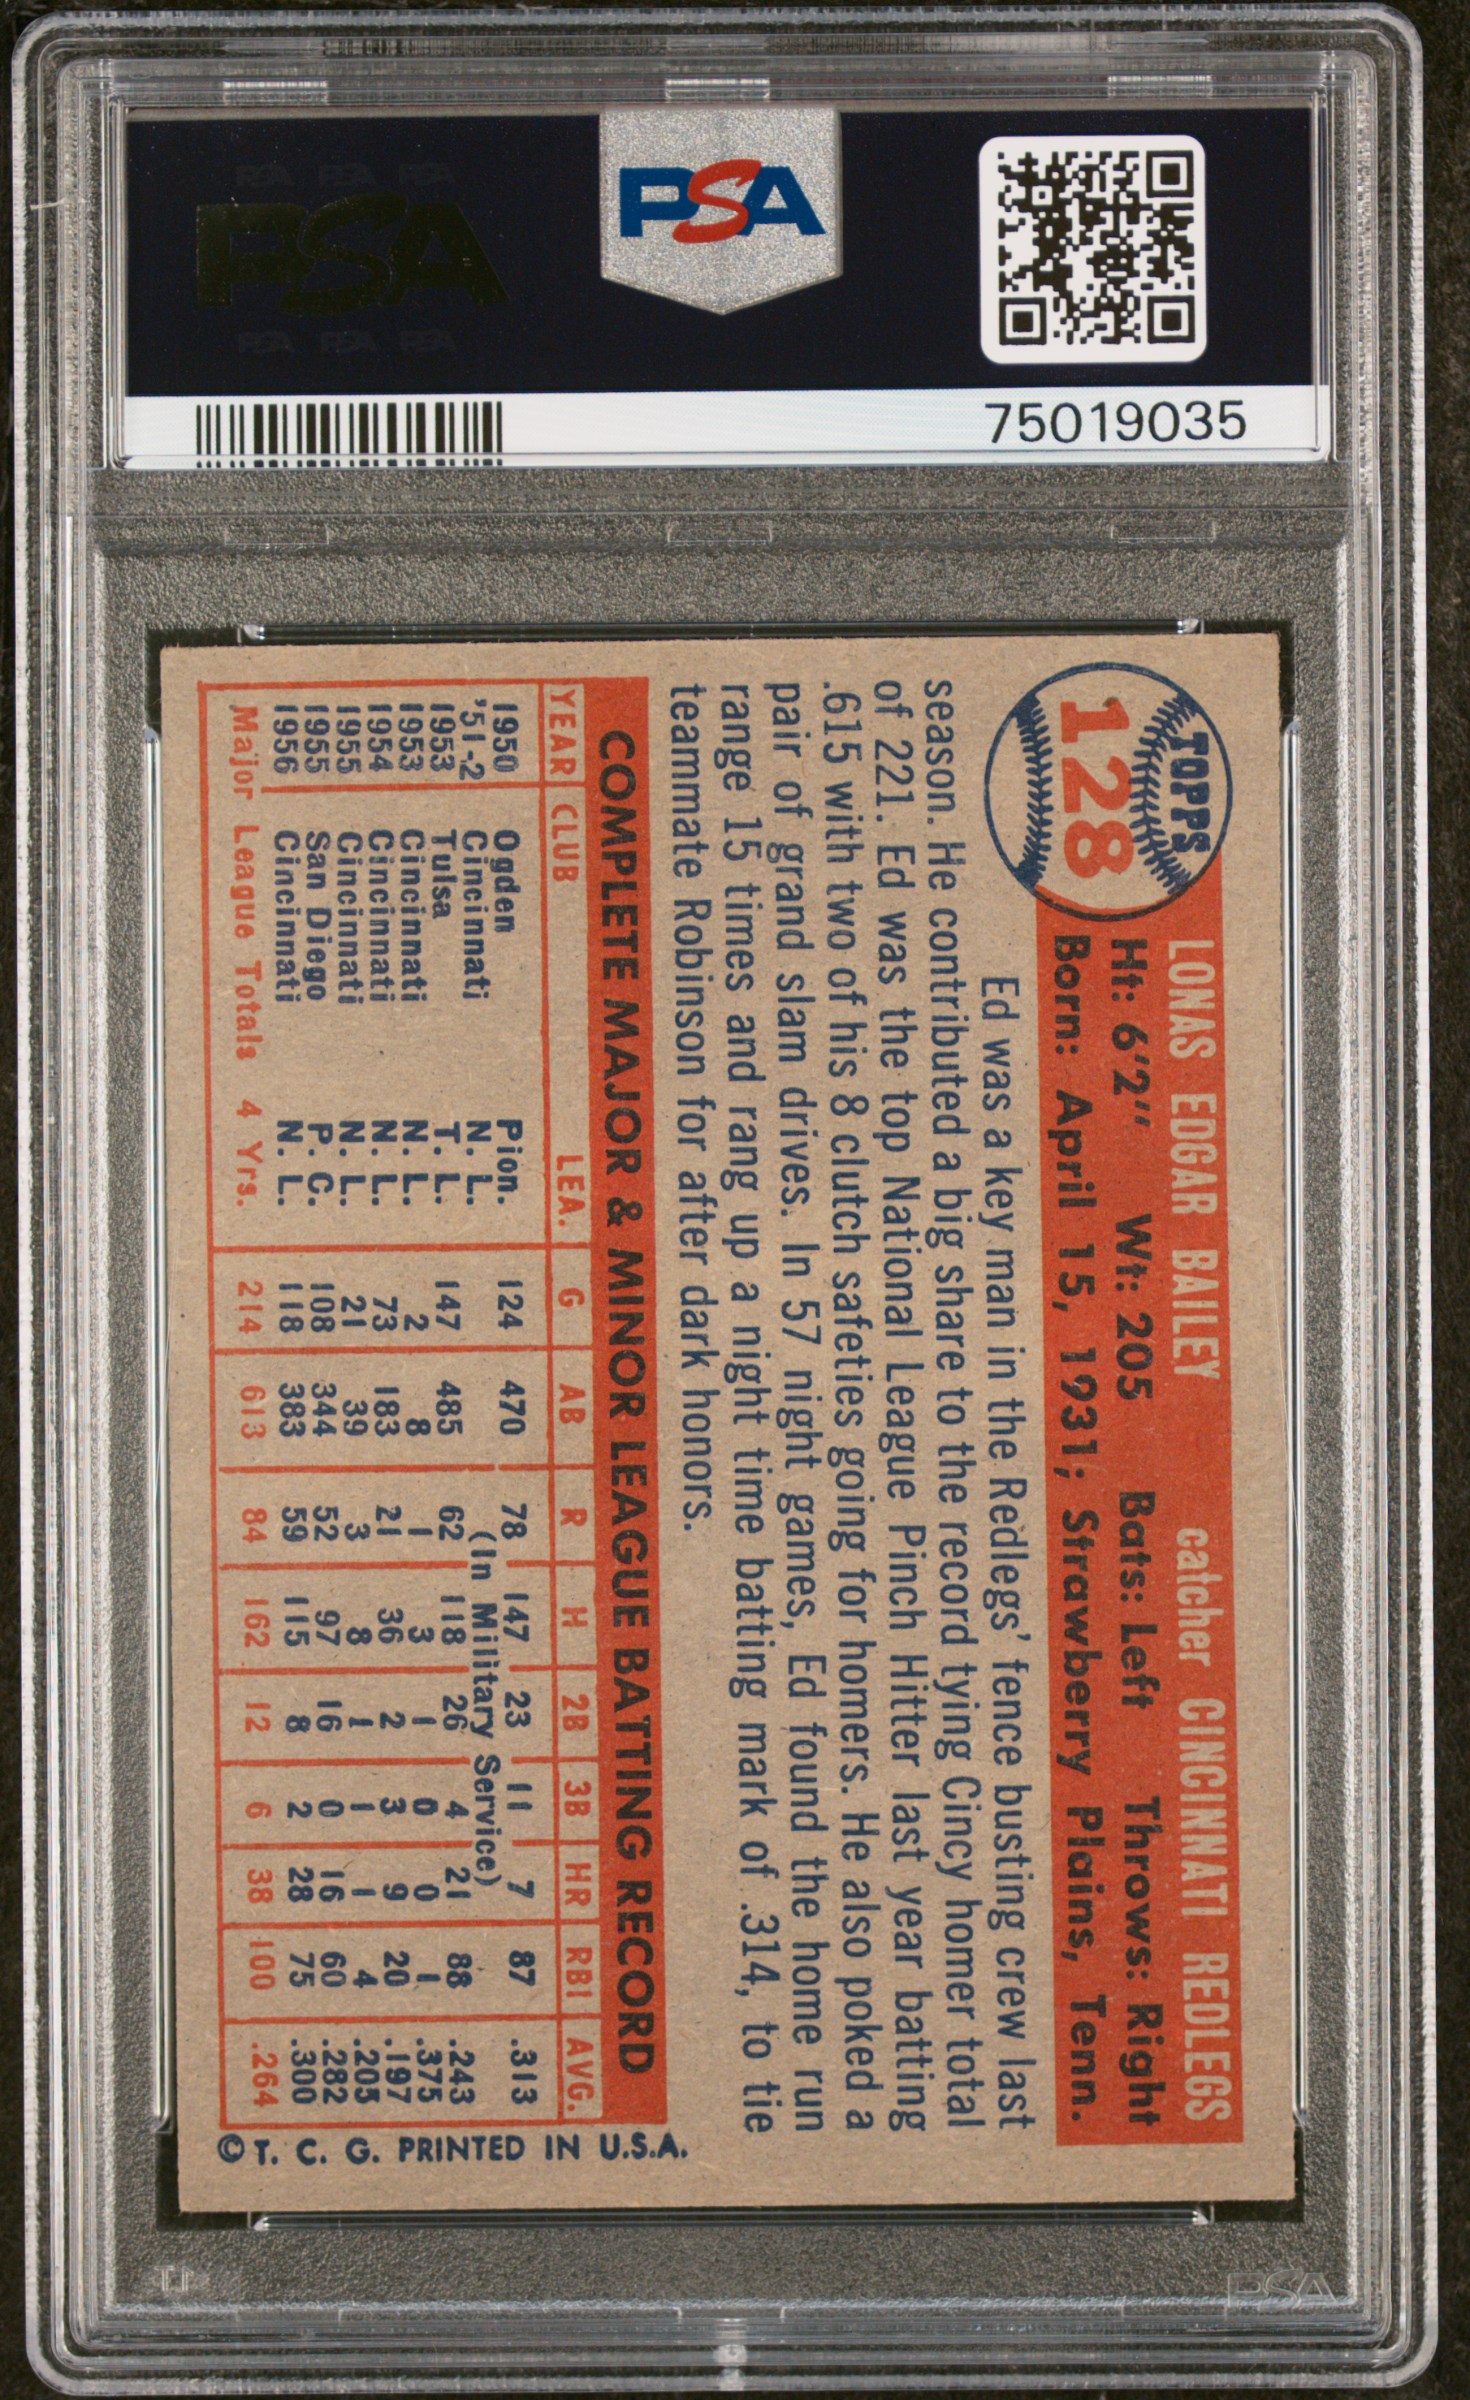 PSA PSA PSA
PSA
PSA PSA PSA
PSA
75019035
TOPPS
128
LONAS EDGAR BAILEY catcher CINCINNATI REDLEGS
Ht: 6'2" Wt: 205 Bats: Left Throws: Right
Born: April 15, 1931; Strawberry Plains, Tenn.
Ed was a key man in the Redlegs' fence busting crew last
season. He contributed a big share to the record tying Cincy homer total
of 221. Ed was the top National League Pinch Hitter last year batting
.615 with two of his 8 clutch safeties going for homers. He also poked a
pair of grand slam drives. In 57 night games, Ed found the home run
range 15 times and rang up a night time batting mark of .314, to tie
teammate Robinson for after dark honors.
COMPLETE MAJOR & MINOR LEAGUE BATTING RECORD
YEAR CLUB LEA. G AB R H 2B 3B HR RBI AVG.
1950 Ogden Pion. 124 470 78 147 23 11 7 87 .313
'51-2 Cincinnati N. L. (In Military Service)
1953 Tulsa T. L. 147 485 62 118 26 4 21 88 .243
1953 Cincinnati N. L. 2 8 1 3 1 0 0 1 .375
1954 Cincinnati N. L. 73 183 21 36 2 3 9 20 .197
1955 Cincinnati N. L. 21 39 3 8 1 1 1 4 .205
1955 San Diego P. C. 108 344 52 97 16 0 16 60 .282
1956 Cincinnati N. L. 118 383 59 115 8 2 28 75 .300
Major League Totals 4 Yrs. 214 613 84 162 12 6 38 100 .264
© T. C. G. PRINTED IN U.S.A.
PSA